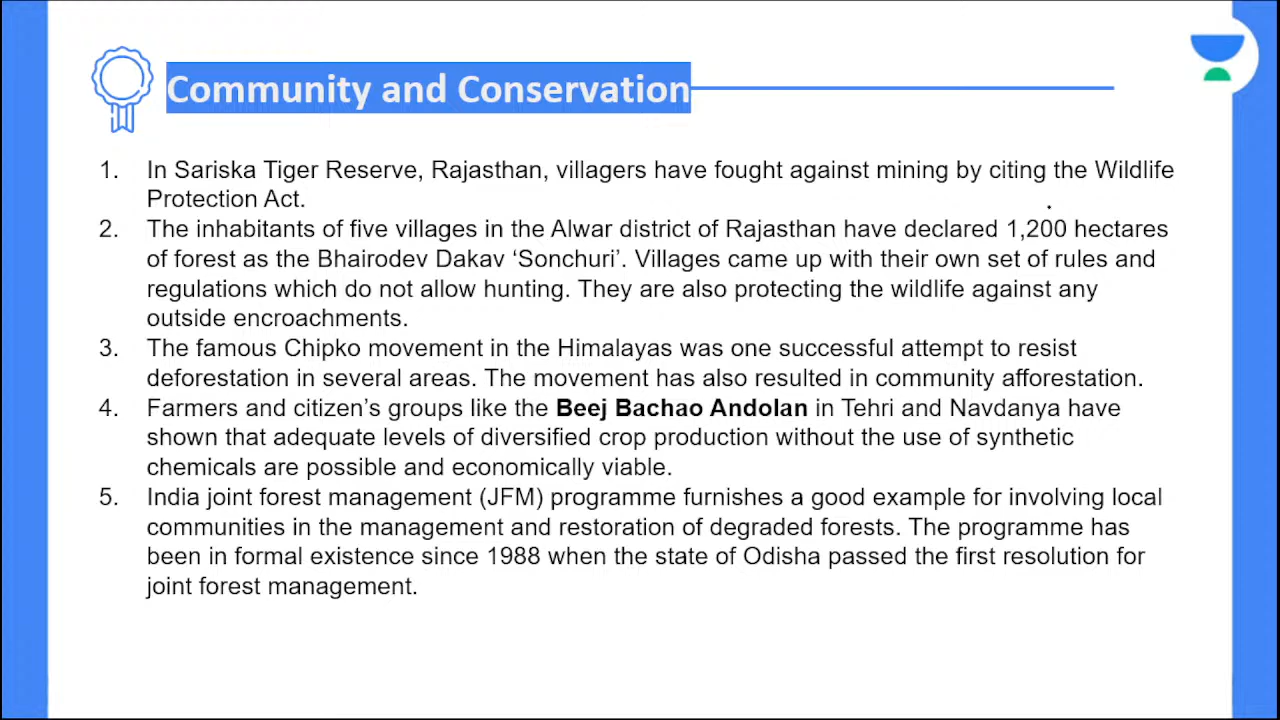 Community and Conservation
1. In Sariska Tiger Reserve, Rajasthan, villagers have fought against mining by citing the Wildlife
Protection Act.
2. The inhabitants of five villages in the Alwar district of Rajasthan have declared 1,200 hectares
of forest as the Bhairodev Dakav ‘Sonchuri’. Villages came up with their own set of rules and
regulations which do not allow hunting. They are also protecting the wildlife against any
outside encroachments.
3. The famous Chipko movement in the Himalayas was one successful attempt to resist
deforestation in several areas. The movement has also resulted in community afforestation.
4. Farmers and citizen’s groups like the Beej Bachao Andolan in Tehri and Navdanya have
shown that adequate levels of diversified crop production without the use of synthetic
chemicals are possible and economically viable.
5. India joint forest management (JFM) programme furnishes a good example for involving local
communities in the management and restoration of degraded forests. The programme has
been in formal existence since 1988 when the state of Odisha passed the first resolution for
joint forest management.